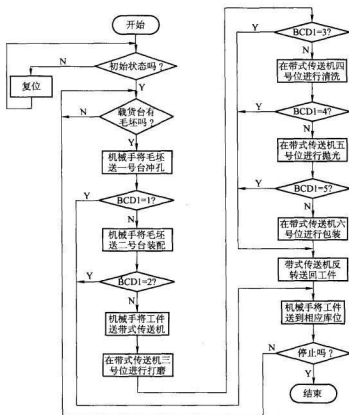 开始
初始状态吗？
N
Y
复位
N
载货台有
毛坯吗？
Y
机械手将毛坯
送一号台冲孔
Y
BCD1=1?
N
机械手将毛坯
送二号台装配
Y
BCD1=2?
N
机械手将工件
送带式传送机
在带式传送机三
号位进行打磨
Y
BCD1=3?
N
在带式传送机四
号位进行清洗
Y
BCD1=4?
N
在带式传送机五
号位进行抛光
Y
BCD1=5?
N
在带式传送机六
号位进行包装
带式传送机反
转送回工件
机械手将工件
送到相应库位
N
停止吗？
Y
结束